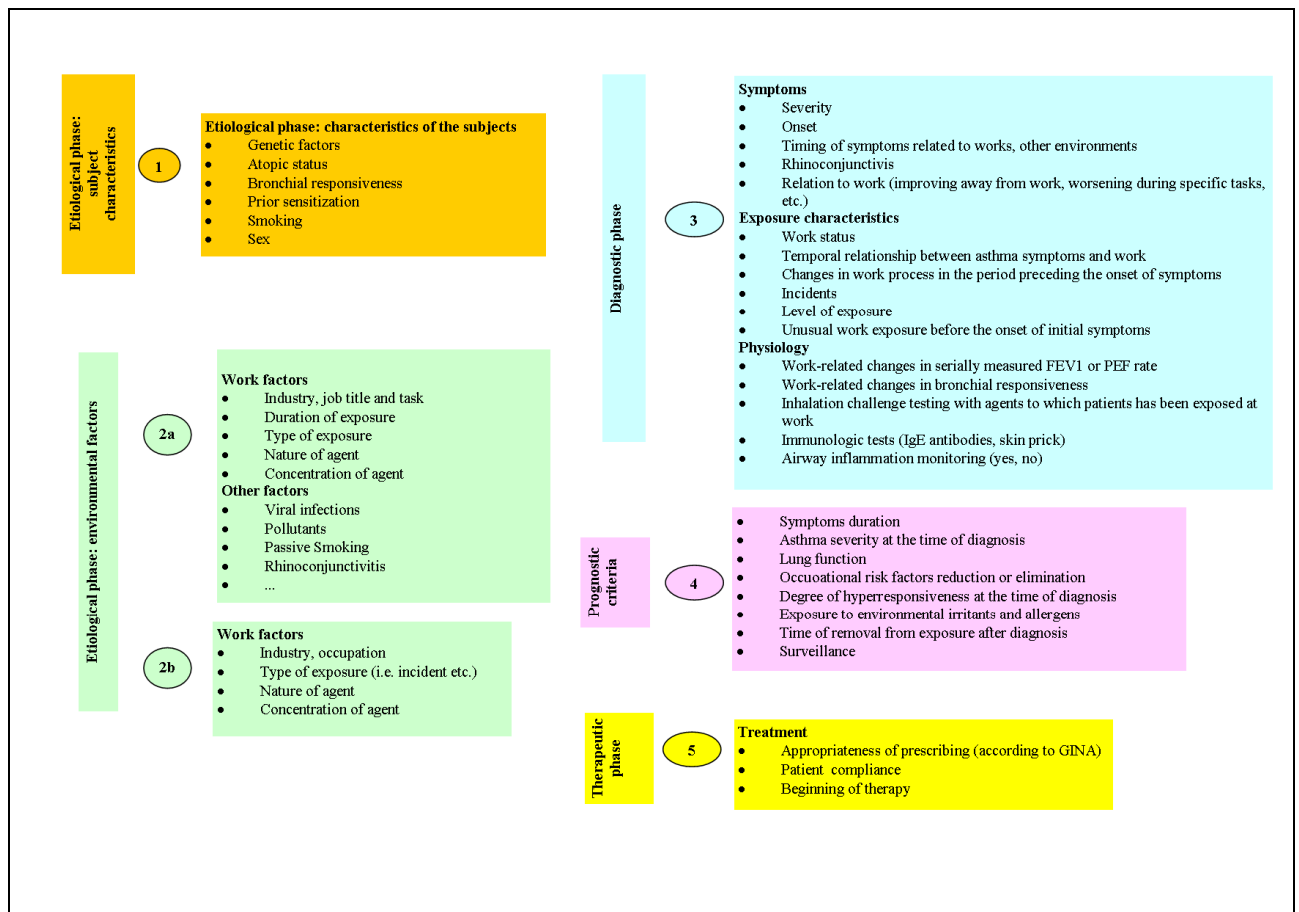 Etiological phase:
subject
characteristics
1
Etiological phase: characteristics of the subjects
● Genetic factors
● Atopic status
● Bronchial responsiveness
● Prior sensitization
● Smoking
● Sex
Etiological phase: environmental factors
2a
Work factors
● Industry, job title and task
● Duration of exposure
● Type of exposure
● Nature of agent
● Concentration of agent
Other factors
● Viral infections
● Pollutants
● Passive Smoking
● Rhinoconjunctivitis
● ...
2b
Work factors
● Industry, occupation
● Type of exposure (i.e. incident etc.)
● Nature of agent
● Concentration of agent
Diagnostic phase
3
Symptoms
● Severity
● Onset
● Timing of symptoms related to works, other environments
● Rhinoconjunctivis
● Relation to work (improving away from work, worsening during specific tasks,
etc.)
Exposure characteristics
● Work status
● Temporal relationship between asthma symptoms and work
● Changes in work process in the period preceding the onset of symptoms
● Incidents
● Level of exposure
● Unusual work exposure before the onset of initial symptoms
Physiology
● Work-related changes in serially measured FEV1 or PEF rate
● Work-related changes in bronchial responsiveness
● Inhalation challenge testing with agents to which patients has been exposed at
work
● Immunologic tests (IgE antibodies, skin prick)
● Airway inflammation monitoring (yes, no)
Prognostic
criteria
4
● Symptoms duration
● Asthma severity at the time of diagnosis
● Lung function
● Occuoational risk factors reduction or elimination
● Degree of hyperresponsiveness at the time of diagnosis
● Exposure to environmental irritants and allergens
● Time of removal from exposure after diagnosis
● Surveillance
Therapeutic
phase
5
Treatment
● Appropriateness of prescribing (according to GINA)
● Patient compliance
● Beginning of therapy